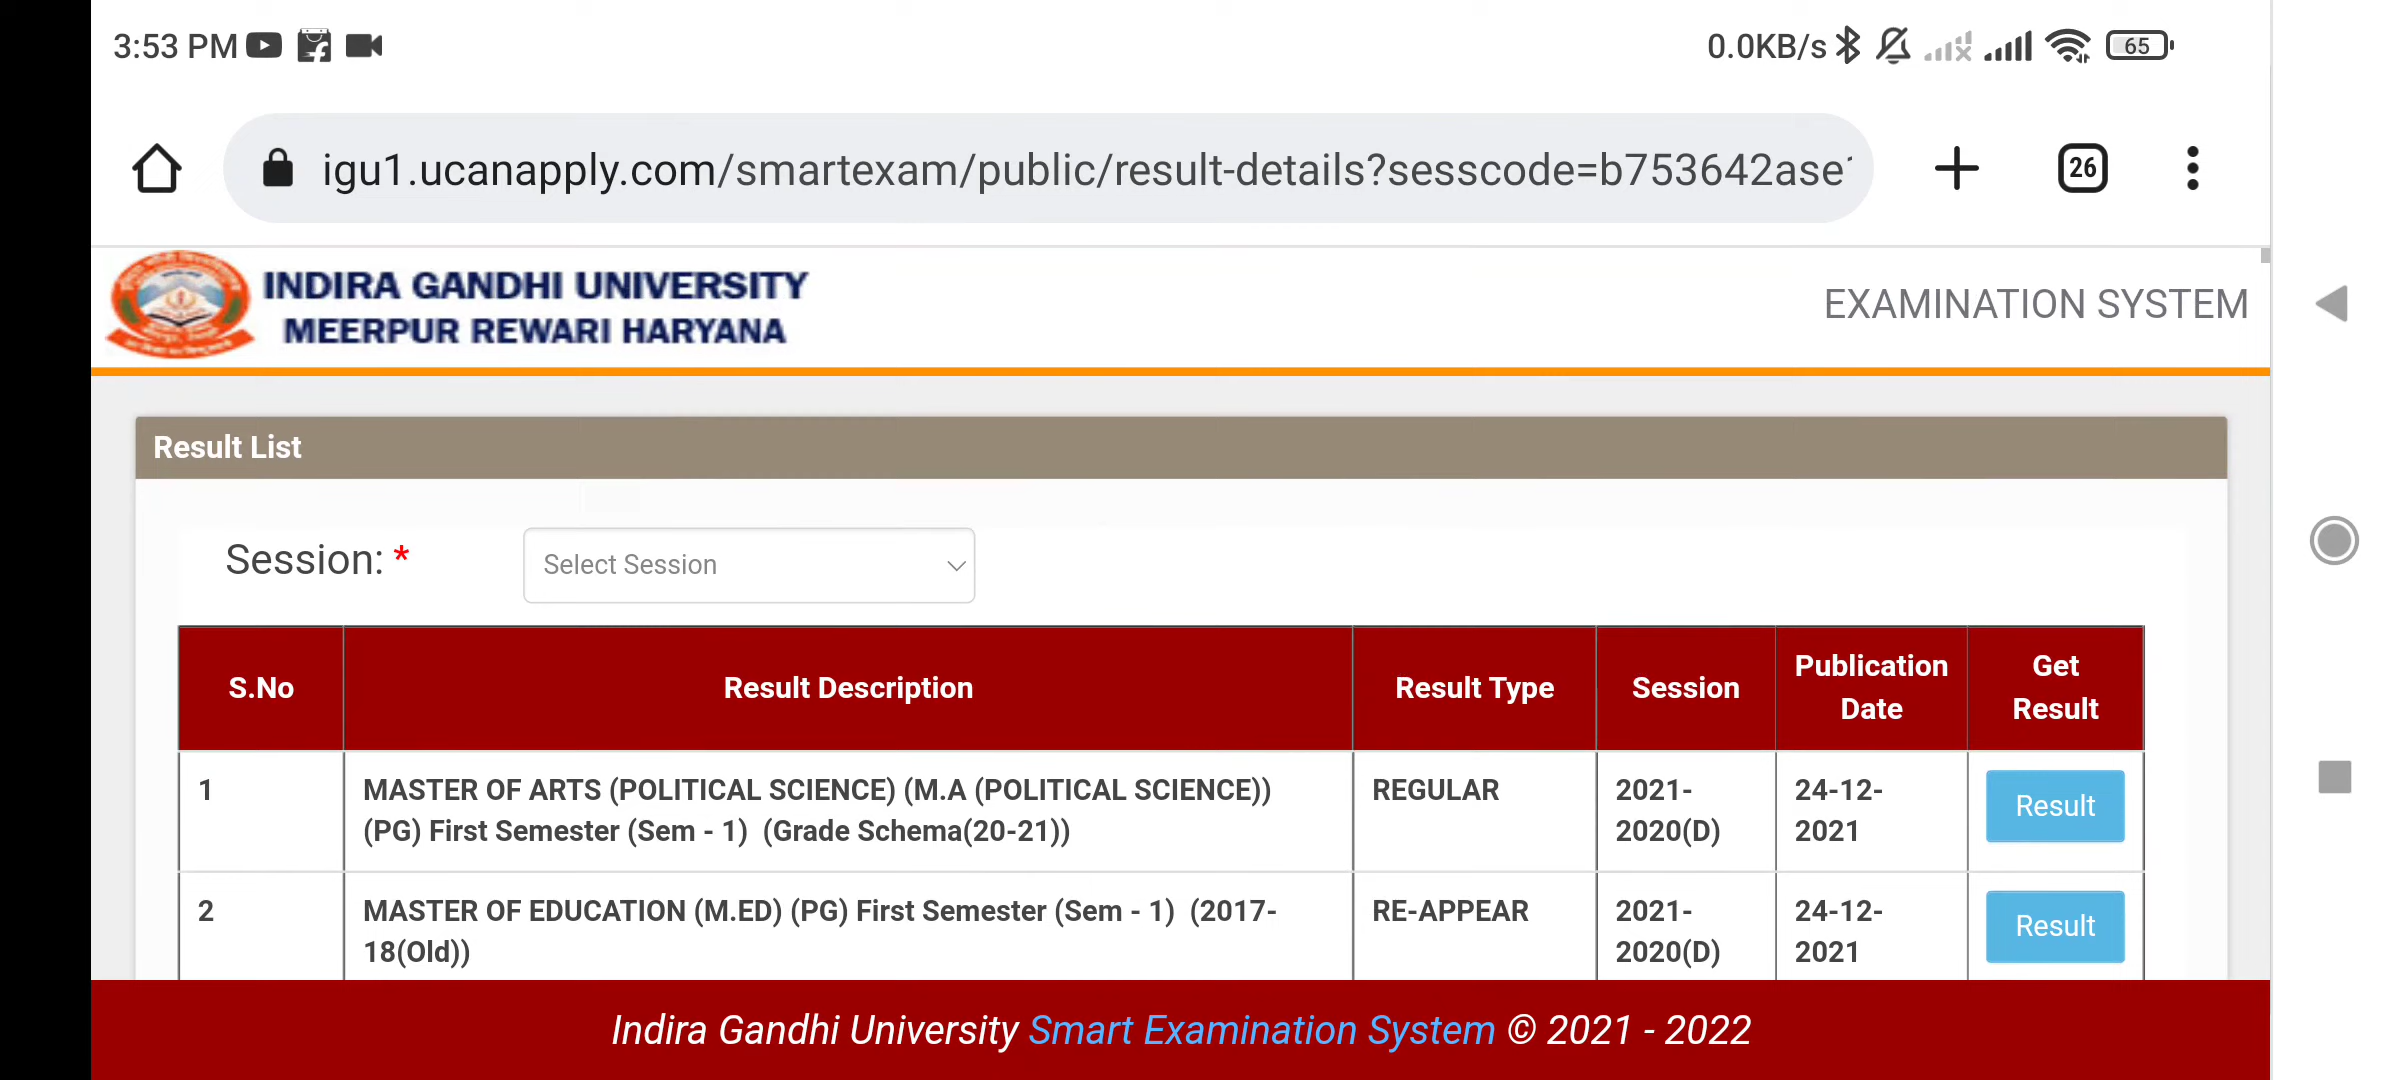 3:53 PM
0.0KB/s
65
igu1.ucanapply.com/smartexam/public/result-details?sesscode=b753642ase
26
INDIRA GANDHI UNIVERSITY
MEERPUR REWARI HARYANA
EXAMINATION SYSTEM
Result List
Session: *
Select Session
S.No
Result Description
Result Type
Session
Publication
Date
Get
Result
1
MASTER OF ARTS (POLITICAL SCIENCE) (M.A (POLITICAL SCIENCE))
(PG) First Semester (Sem - 1) (Grade Schema(20-21))
REGULAR
2021-
2020(D)
24-12-
2021
Result
2
MASTER OF EDUCATION (M.ED) (PG) First Semester (Sem - 1) (2017-
18(Old))
RE-APPEAR
2021-
2020(D)
24-12-
2021
Result
Indira Gandhi University Smart Examination System © 2021 - 2022